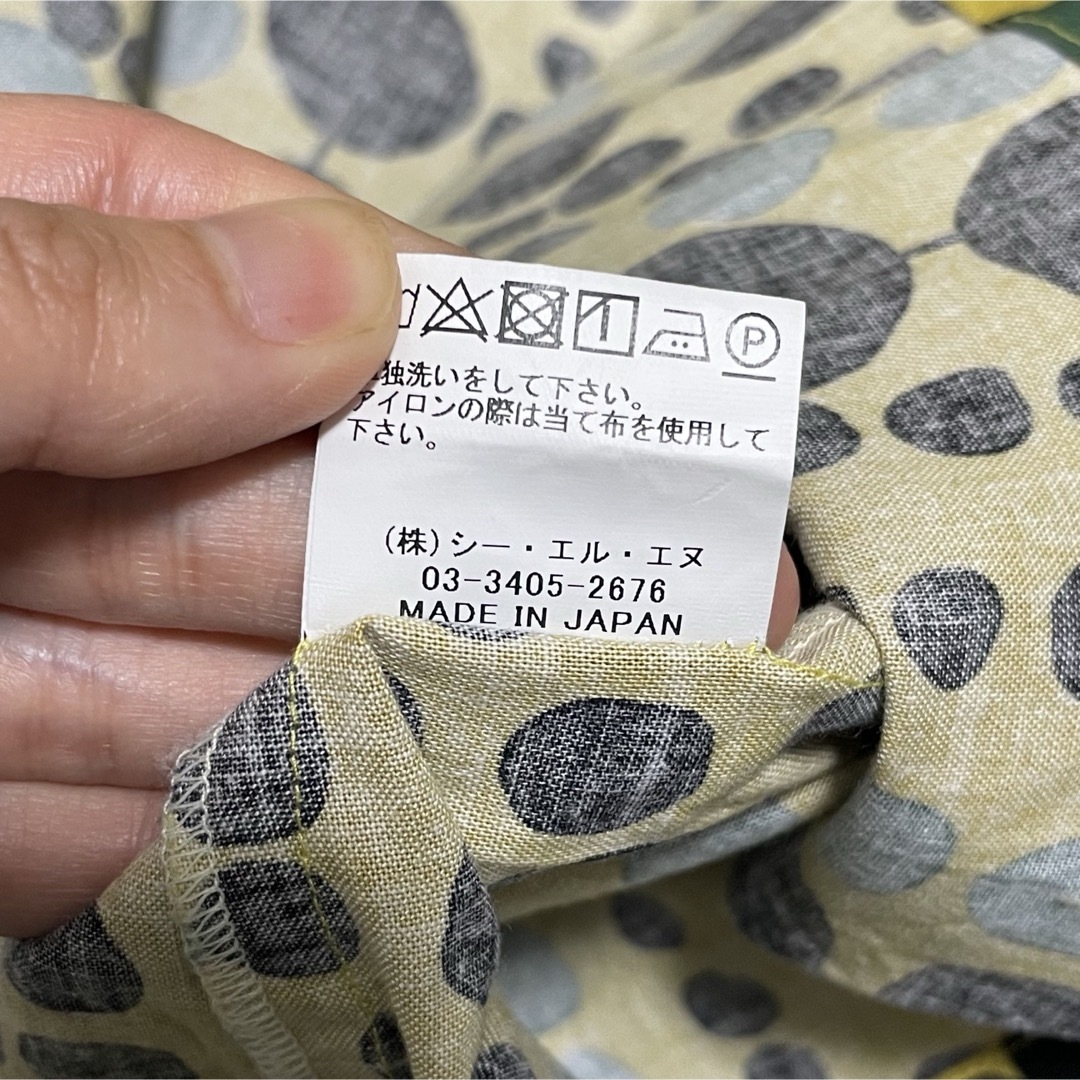 P
独洗いをして下さい。
アイロンの際は当て布を使用して
下さい。
(株)シー・エル・エヌ
03-3405-2676
MADE IN JAPAN